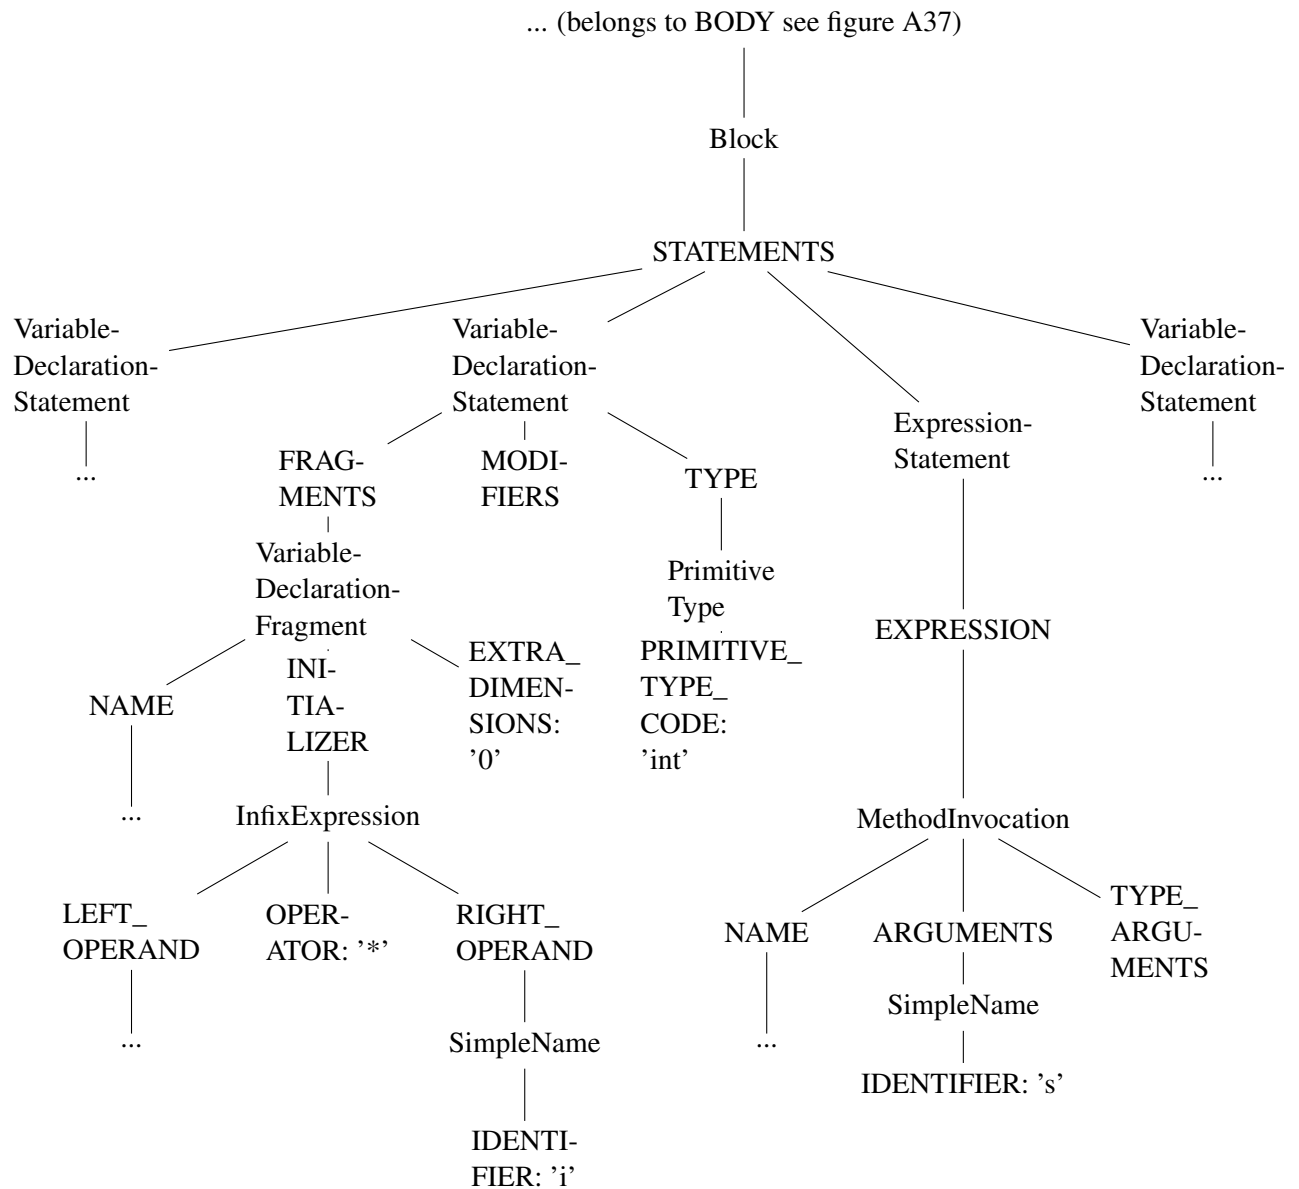 ... (belongs to BODY see figure A37)
Block
STATEMENTS
Variable-
Declaration-
Statement
...
Variable-
Declaration-
Statement
FRAG-
MENTS
Variable-
Declaration-
Fragment
NAME
...
INI-
TIA-
LIZER
InfixExpression
LEFT_
OPERAND
...
OPER-
ATOR: '*'
RIGHT_
OPERAND
SimpleName
IDENTI-
FIER: 'i'
EXTRA_
DIMEN-
SIONS:
'0'
MODI-
FIERS
TYPE
Primitive
Type
PRIMITIVE_
TYPE_
CODE:
'int'
Expression-
Statement
EXPRESSION
MethodInvocation
NAME
...
ARGUMENTS
SimpleName
IDENTIFIER: 's'
TYPE_
ARGU-
MENTS
Variable-
Declaration-
Statement
...